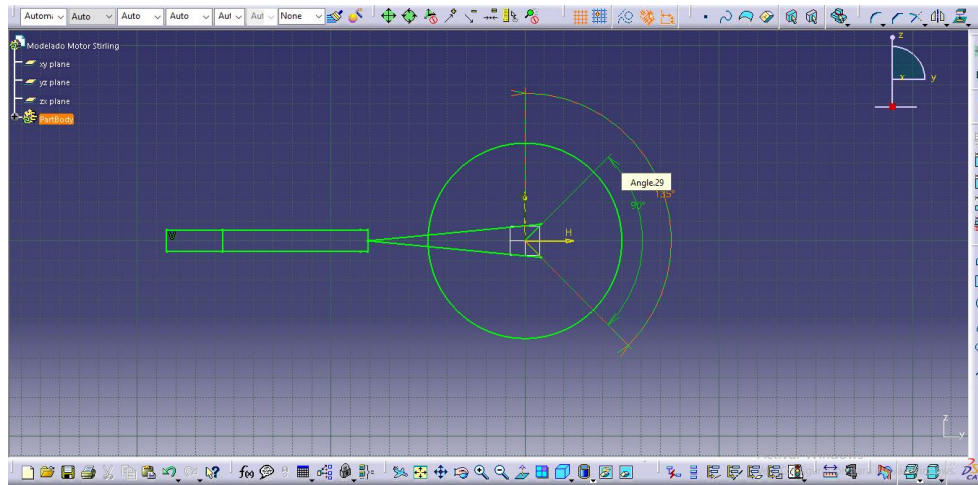 Autom Auto Auto Auto Aut Aut None
Modelado Motor Stirling
xy plane
yz plane
zx plane
PartBody
z
x y
Angle.29
135°
90°
H
V
z
y
f(x)